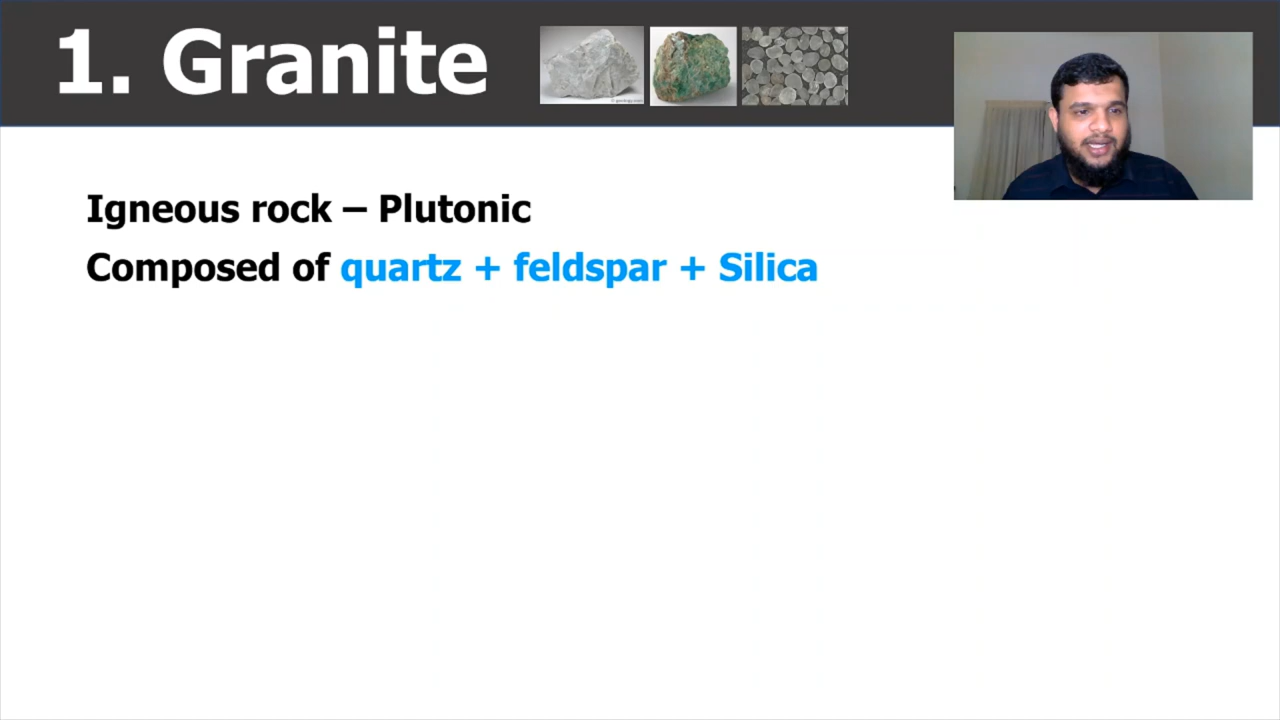 1. Granite
Igneous rock – Plutonic
Composed of quartz + feldspar + Silica